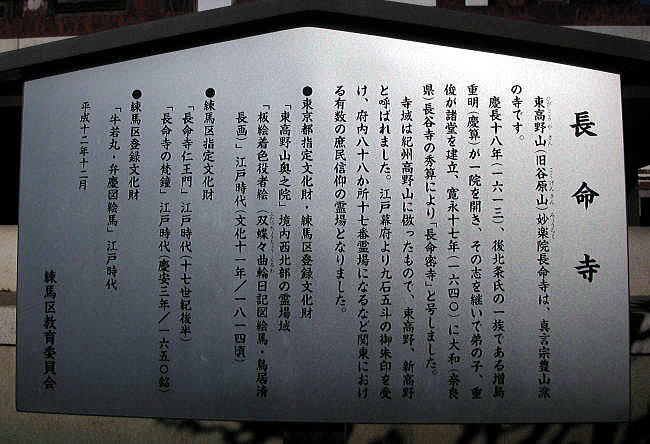 長命寺
東高野山(旧谷原山)妙楽院長命寺は、真言宗豊山派
の寺です。
慶長十八年(一六一三)、後北条氏の一族である増島
重明(慶算)が一院を開き、その志を継いで弟の子、重
俊が諸堂を建立、寛永十七年(一六四〇)に大和(奈良
県)長谷寺の秀算により「長命密寺」と号しました。
寺域は紀州高野山に倣ったもので、東高野、新高野
と呼ばれました。江戸幕府より九石五斗の御朱印を受
け、府内八十八か所十七番霊場になるなど関東におけ
る有数の庶民信仰の霊場となりました。
●東京都指定文化財・練馬区登録文化財
「東高野山奥之院」境内西北部の霊場域
「板絵着色役者絵(双蝶々曲輪日記図絵馬・鳥居清
長画)」江戸時代(文化十一年/一八一四頃)
●練馬区指定文化財
「長命寺仁王門」江戸時代(十七世紀後半)
「長命寺の梵鐘」江戸時代(慶安三年/一六五〇銘)
●練馬区登録文化財
「牛若丸・弁慶図絵馬」江戸時代
平成十二年十二月
練馬区教育委員会